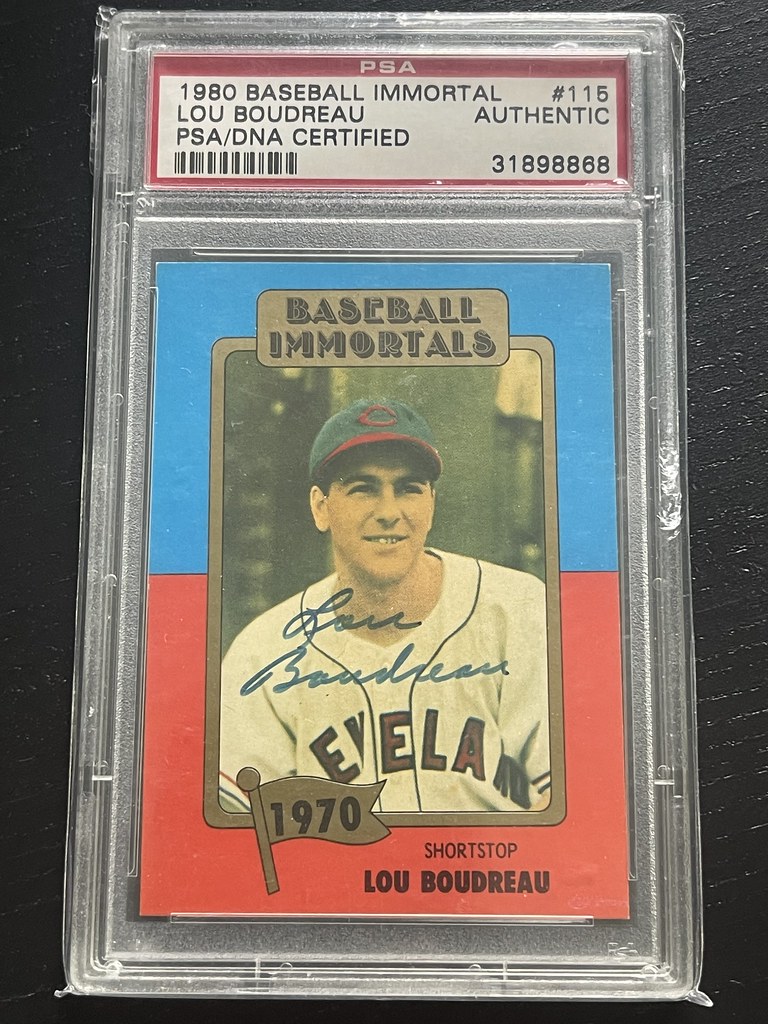 PSA
1980 BASEBALL IMMORTAL #115
LOU BOUDREAU AUTHENTIC
PSA/DNA CERTIFIED
31898868
BASEBALL
IMMORTALS
C
Lou
Boudreau
EVELAN
1970
SHORTSTOP
LOU BOUDREAU